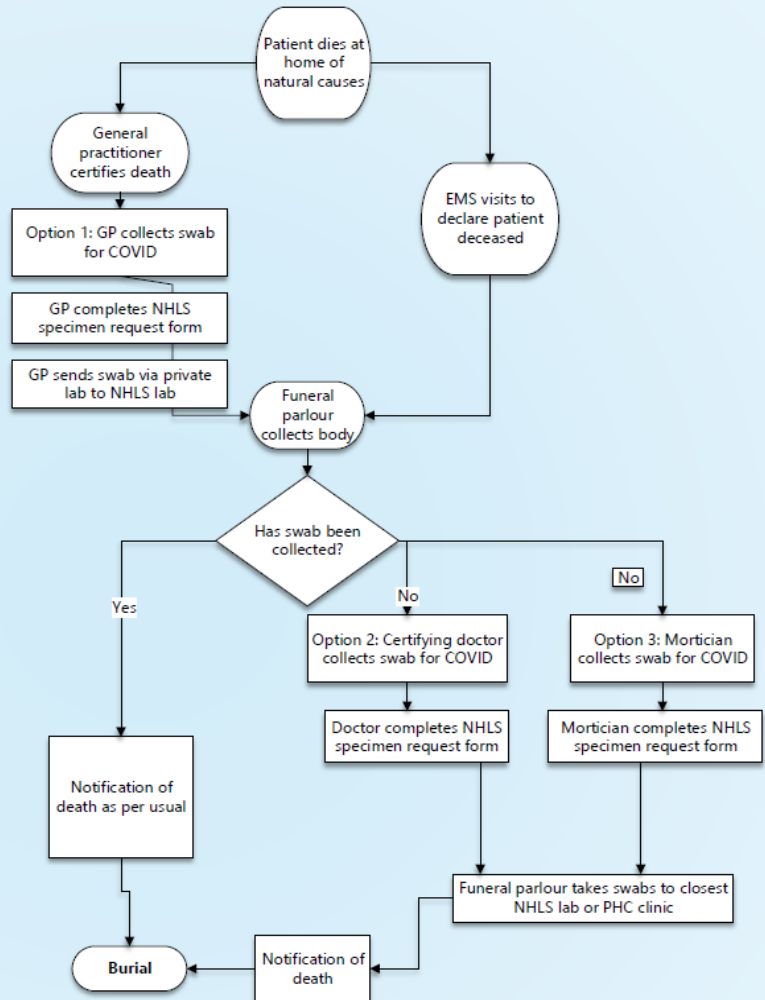 Patient dies at
home of
natural causes
General
practitioner
certifies death
EMS visits to
declare patient
deceased
Option 1: GP collects swab
for COVID
GP completes NHLS
specimen request form
GP sends swab via private
lab to NHLS lab
Funeral
parlour
collects body
Has swab been
collected?
Yes
No
No
Option 2: Certifying doctor
collects swab for COVID
Option 3: Mortician
collects swab for COVID
Doctor completes NHLS
specimen request form
Mortician completes NHLS
specimen request form
Notification of
death as per usual
Funeral parlour takes swabs to closest
NHLS lab or PHC clinic
Notification of
death
Burial